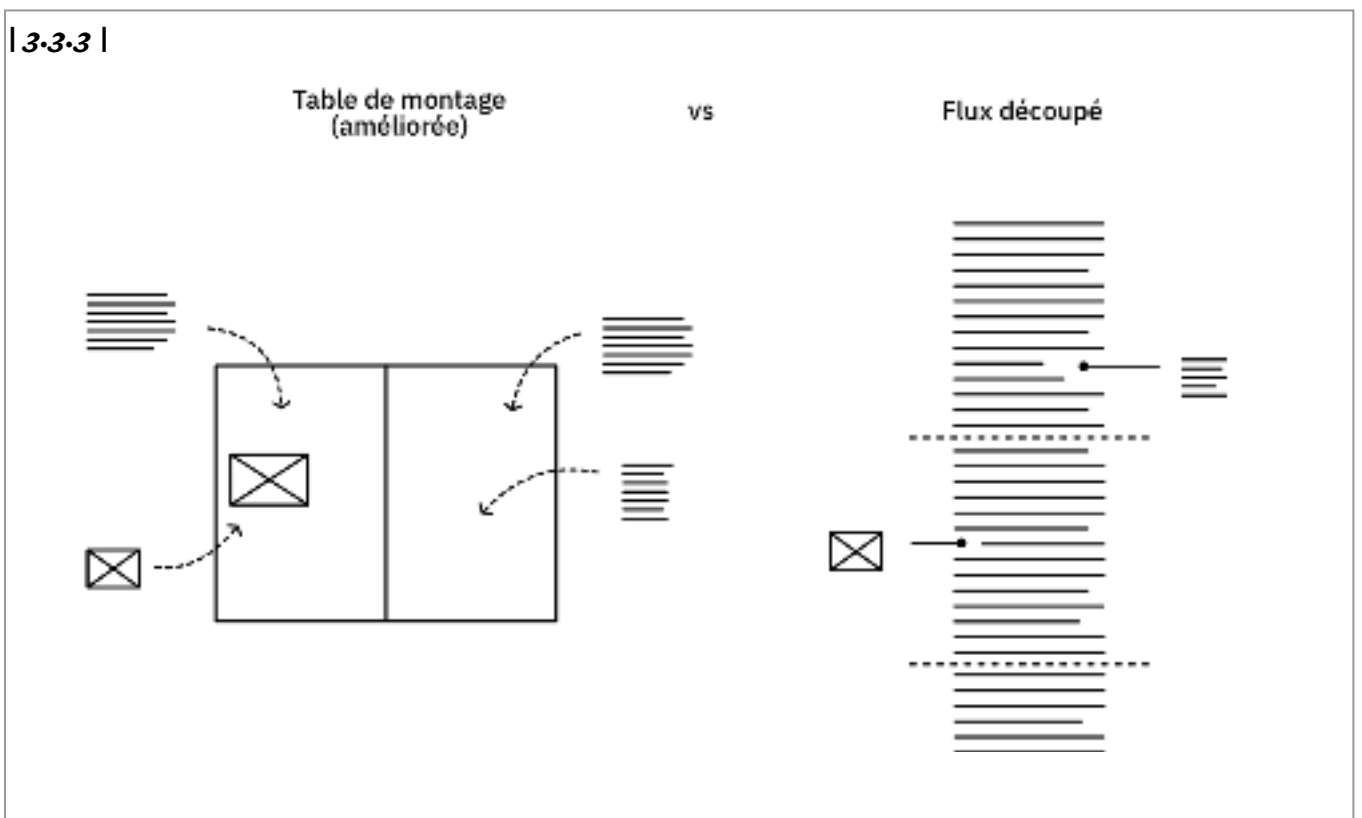 | 3·3·3 |
Table de montage
(améliorée)
vs
Flux découpé